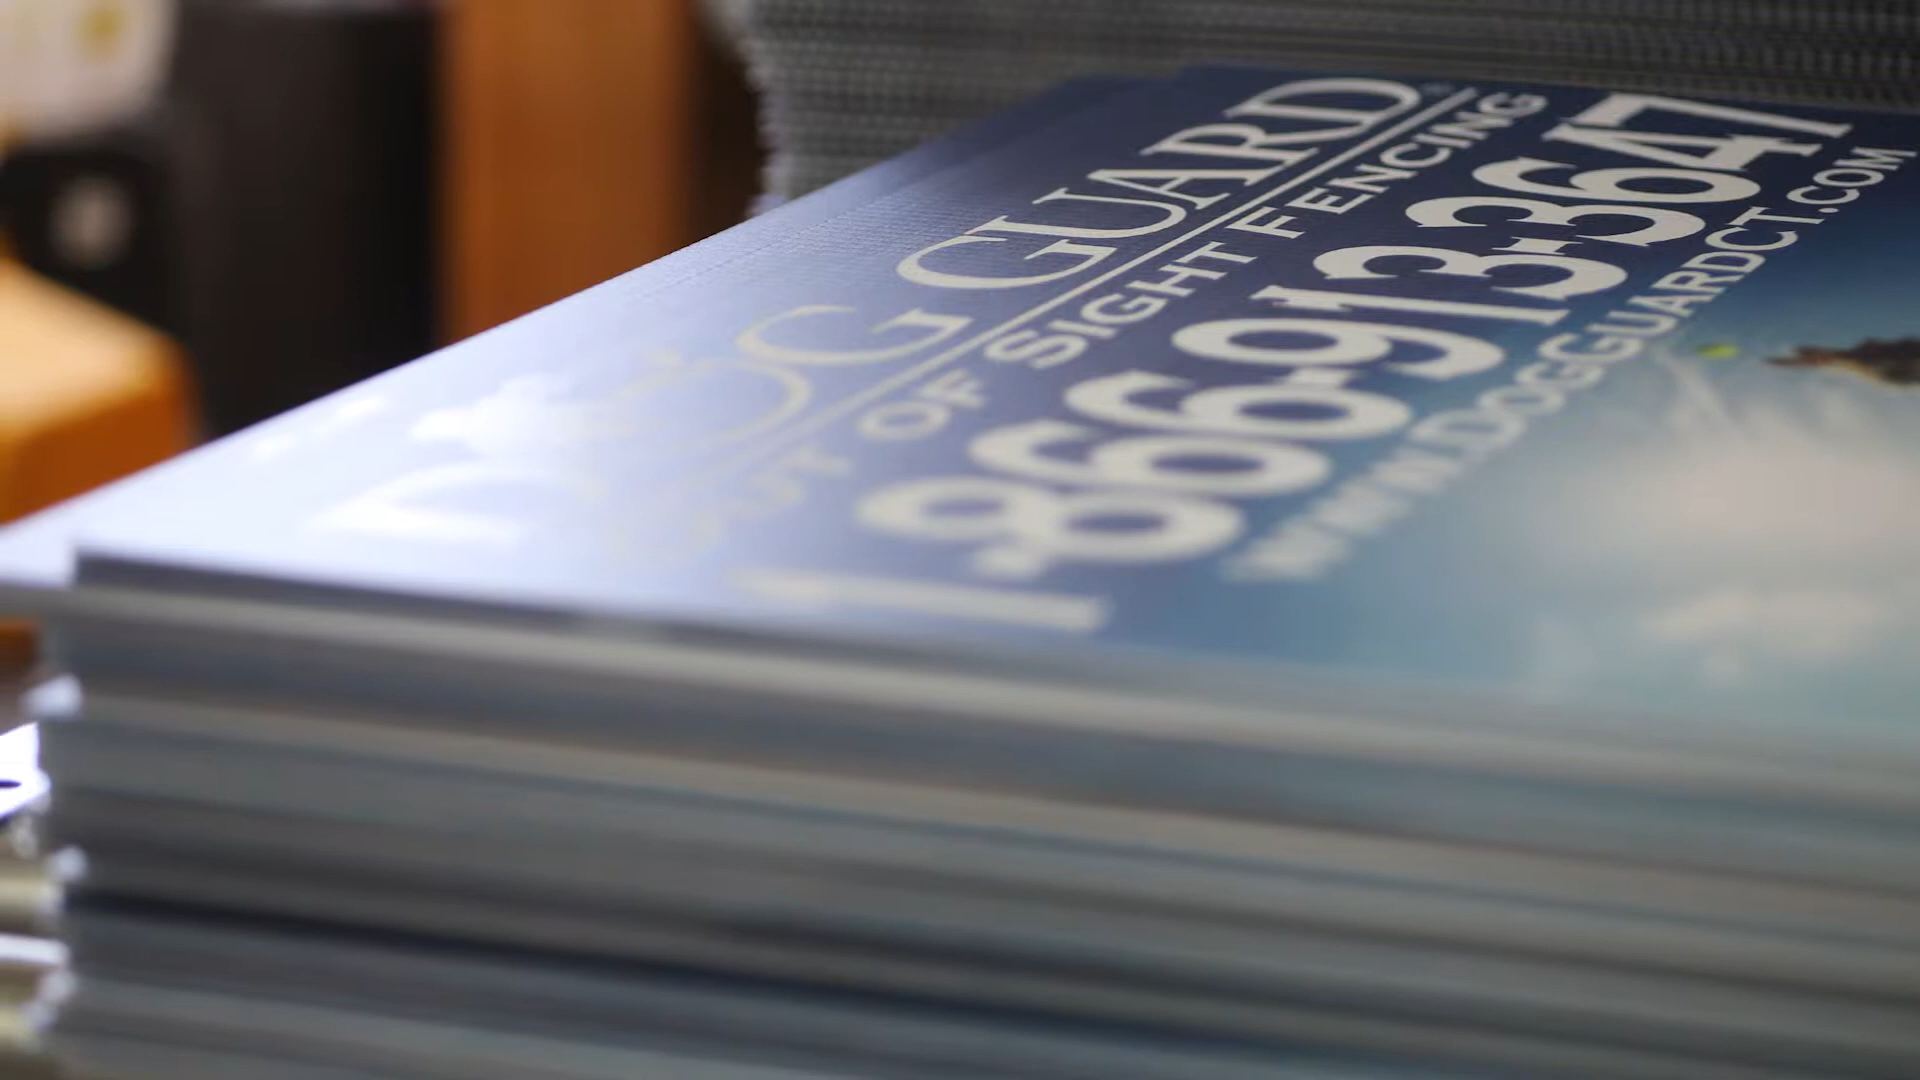 DOG GUARD®
OUT OF SIGHT FENCING
1-866-913-3647
WWW.DOGGUARDCT.COM